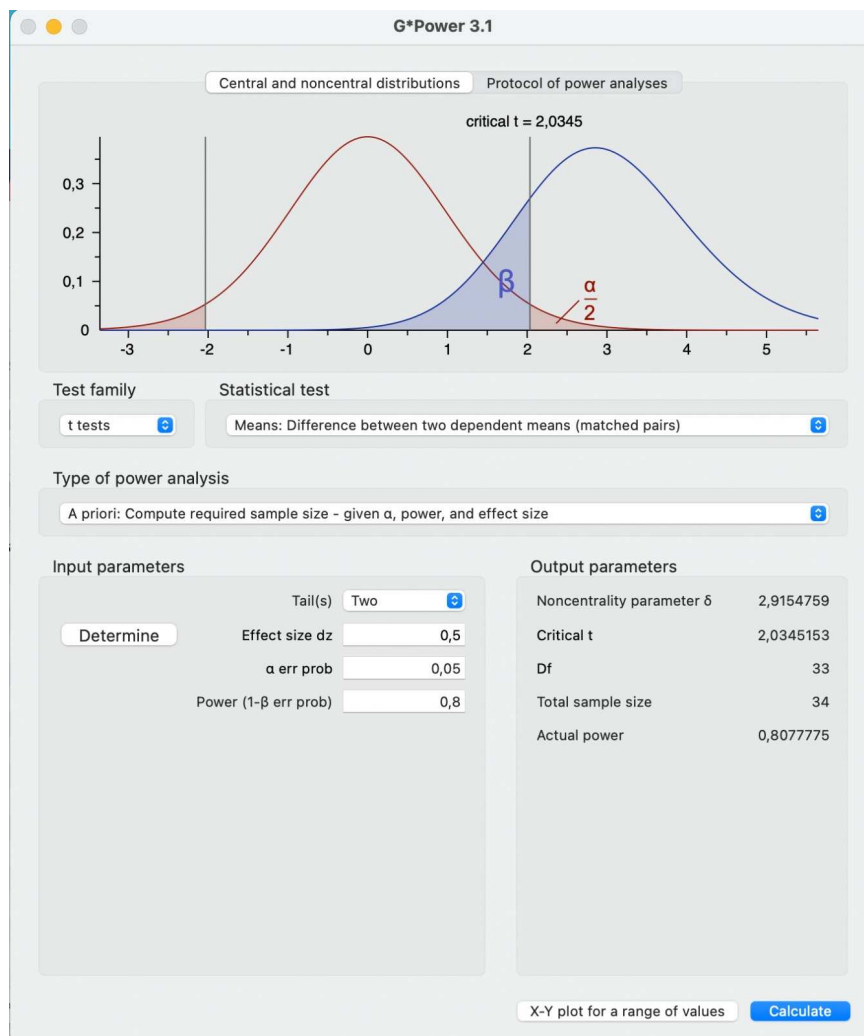 G*Power 3.1
Central and noncentral distributions Protocol of power analyses
critical t = 2,0345
0,3
0,2
0,1
0
β
α
2
-3 -2 -1 0 1 2 3 4 5
Test family Statistical test
t tests Means: Difference between two dependent means (matched pairs)
Type of power analysis
A priori: Compute required sample size - given α, power, and effect size
Input parameters Output parameters
Tail(s) Two Noncentrality parameter δ 2,9154759
Determine Effect size dz 0,5 Critical t 2,0345153
α err prob 0,05 Df 33
Power (1-β err prob) 0,8 Total sample size 34
Actual power 0,8077775
X-Y plot for a range of values Calculate